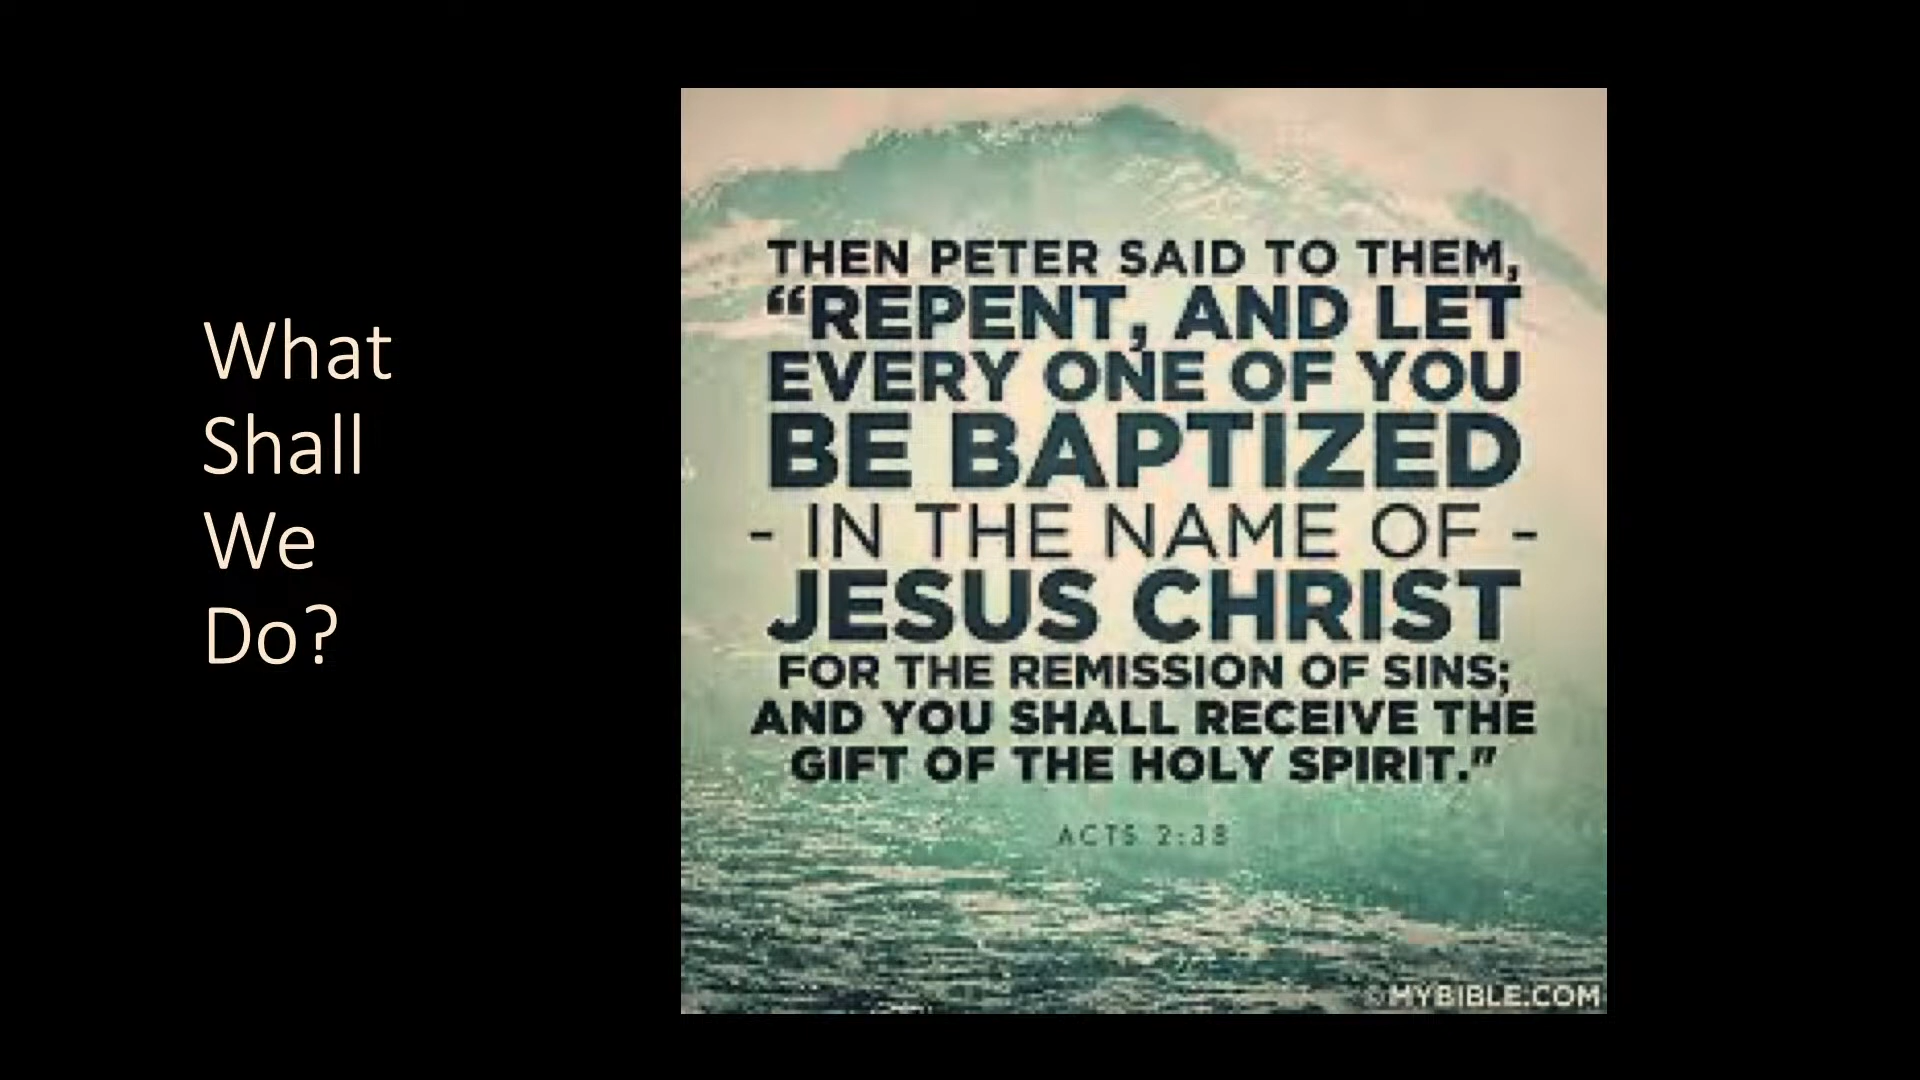 What
Shall
We
Do?
THEN PETER SAID TO THEM,
“REPENT, AND LET
EVERY ONE OF YOU
BE BAPTIZED
- IN THE NAME OF -
JESUS CHRIST
FOR THE REMISSION OF SINS;
AND YOU SHALL RECEIVE THE
GIFT OF THE HOLY SPIRIT.”
ACTS 2:38
©MYBIBLE.COM